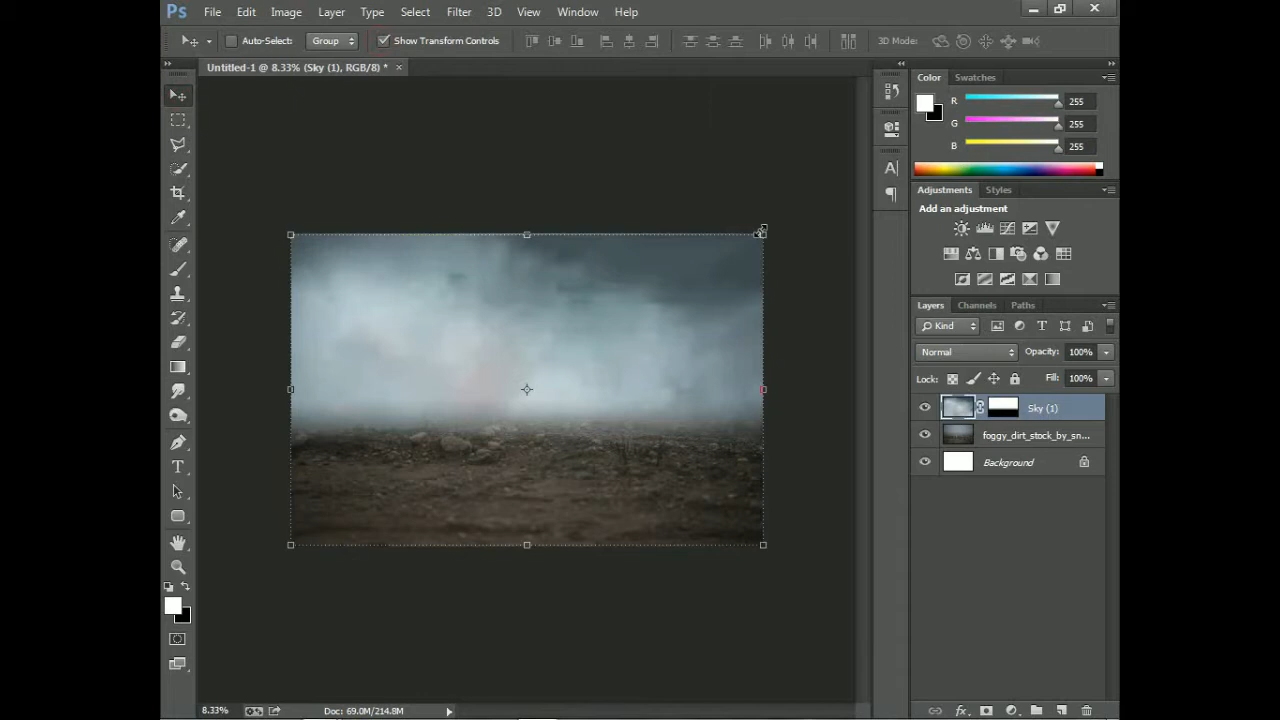 Ps File Edit Image Layer Type Select Filter 3D View Window Help
Auto-Select: Group Show Transform Controls 3D Mode:
Untitled-1 @ 8.33% (Sky (1), RGB/8) * ×
Color Swatches
R 255
G 255
B 255
Adjustments Styles
Add an adjustment
Layers Channels Paths
Kind
Normal Opacity: 100%
Lock: Fill: 100%
Sky (1)
foggy_dirt_stock_by_sn...
Background
8.33% Doc: 69.0M/214.8M